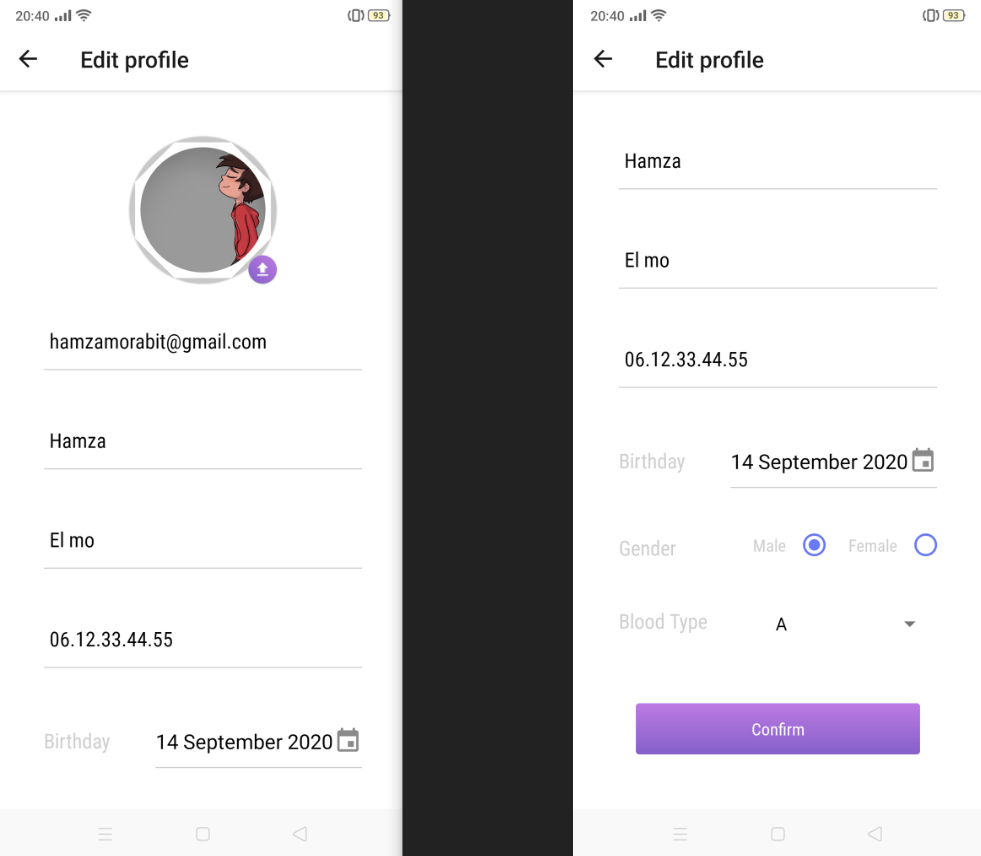 20:40
93
Edit profile
hamzamorabit@gmail.com
Hamza
El mo
06.12.33.44.55
Birthday 14 September 2020
20:40
93
Edit profile
Hamza
El mo
06.12.33.44.55
Birthday 14 September 2020
Gender Male Female
Blood Type A
Confirm